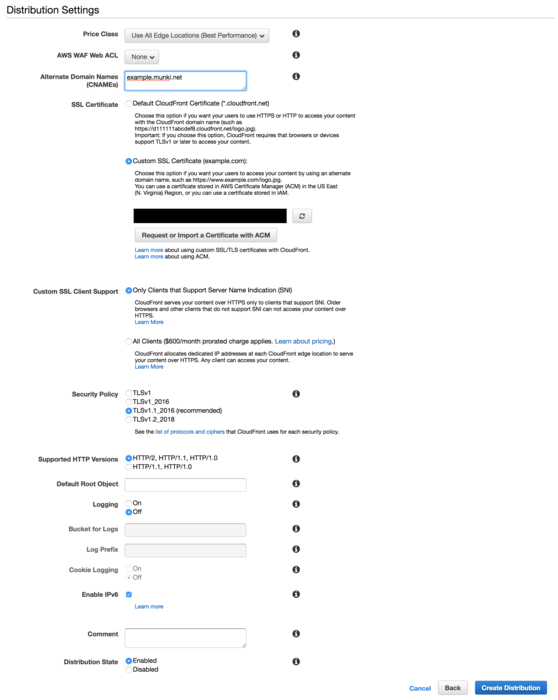 Distribution Settings
Price Class
Use All Edge Locations (Best Performance)
AWS WAF Web ACL
None
Alternate Domain Names
(CNAMEs)
example.munki.net
SSL Certificate
Default CloudFront Certificate (*.cloudfront.net)
Choose this option if you want your users to use HTTPS or HTTP to access your content
with the CloudFront domain name (such as
https://d111111abcdef8.cloudfront.net/logo.jpg).
Important: If you choose this option, CloudFront requires that browsers or devices
support TLSv1 or later to access your content.
Custom SSL Certificate (example.com):
Choose this option if you want your users to access your content by using an alternate
domain name, such as https://www.example.com/logo.jpg.
You can use a certificate stored in AWS Certificate Manager (ACM) in the US East
(N. Virginia) Region, or you can use a certificate stored in IAM.
Request or Import a Certificate with ACM
Learn more about using custom SSL/TLS certificates with CloudFront.
Learn more about using ACM.
Custom SSL Client Support
Only Clients that Support Server Name Indication (SNI)
CloudFront serves your content over HTTPS only to clients that support SNI. Older
browsers and other clients that do not support SNI can not access your content over
HTTPS.
Learn More
All Clients ($600/month prorated charge applies. Learn about pricing.)
CloudFront allocates dedicated IP addresses at each CloudFront edge location to serve
your content over HTTPS. Any client can access your content.
Learn More
Security Policy
TLSv1
TLSv1_2016
TLSv1.1_2016 (recommended)
TLSv1.2_2018
See the list of protocols and ciphers that CloudFront uses for each security policy.
Supported HTTP Versions
HTTP/2, HTTP/1.1, HTTP/1.0
HTTP/1.1, HTTP/1.0
Default Root Object
Logging
On
Off
Bucket for Logs
Log Prefix
Cookie Logging
On
Off
Enable IPv6
Learn more
Comment
Distribution State
Enabled
Disabled
Cancel
Back
Create Distribution